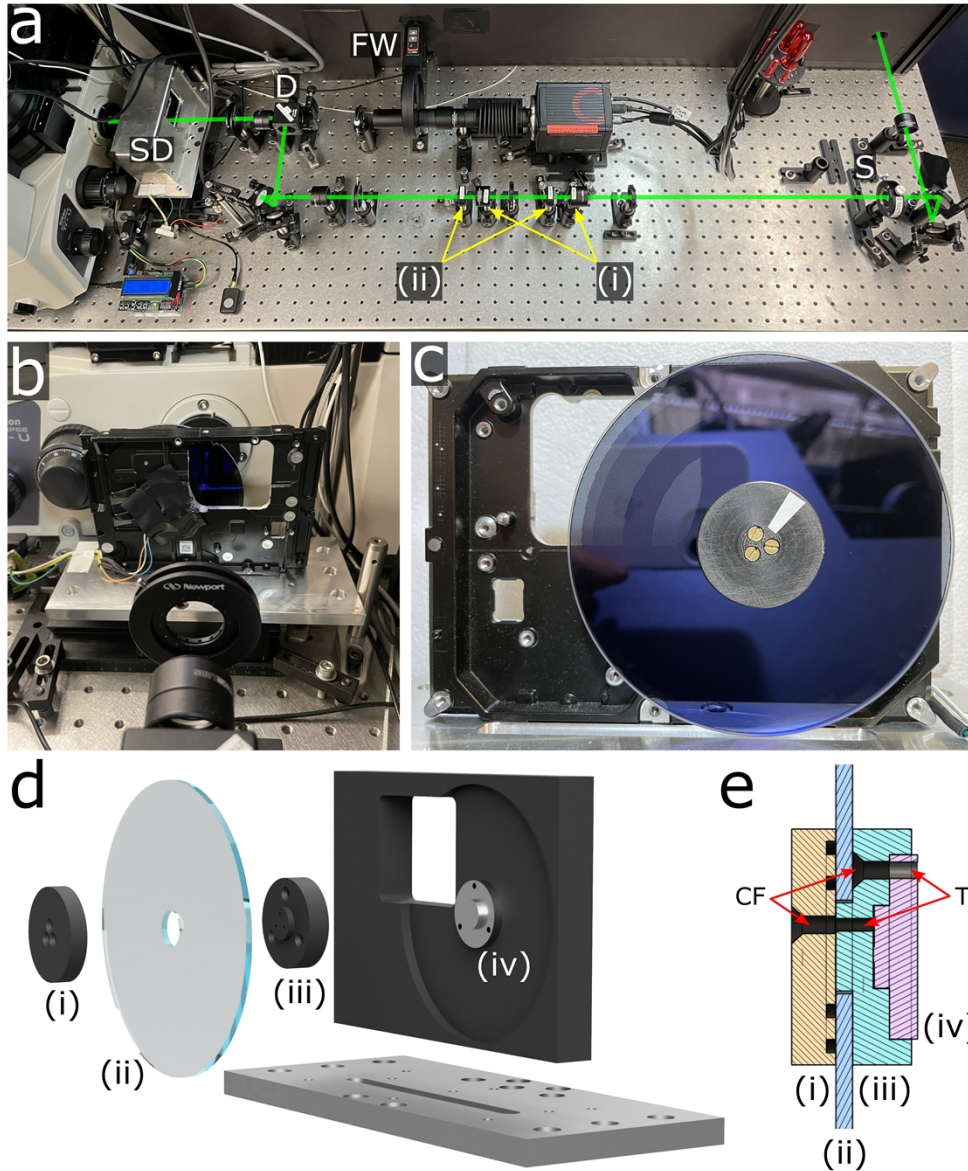 a
FW
D
SD
S
(ii)
(i)
b
Newport
c
d
(i)
(ii)
(iii)
(iv)
e
CF
T
(i)
(iii)
(iv)
(ii)